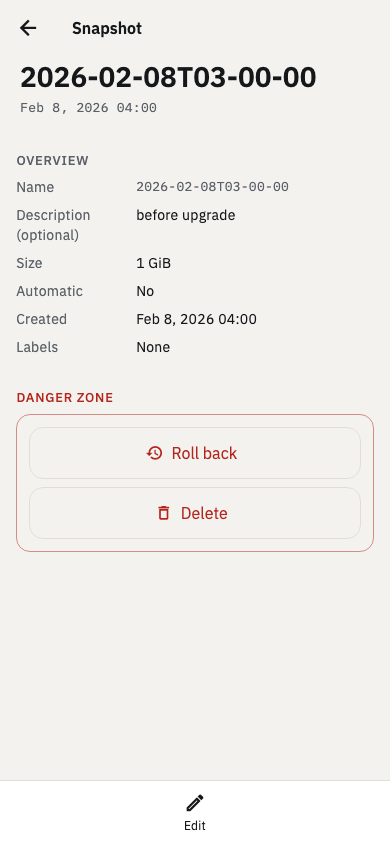 Snapshot
2026-02-08T03-00-00
Feb 8, 2026 04:00
OVERVIEW
Name 2026-02-08T03-00-00
Description (optional) before upgrade
Size 1 GiB
Automatic No
Created Feb 8, 2026 04:00
Labels None
DANGER ZONE
Roll back
Delete
Edit